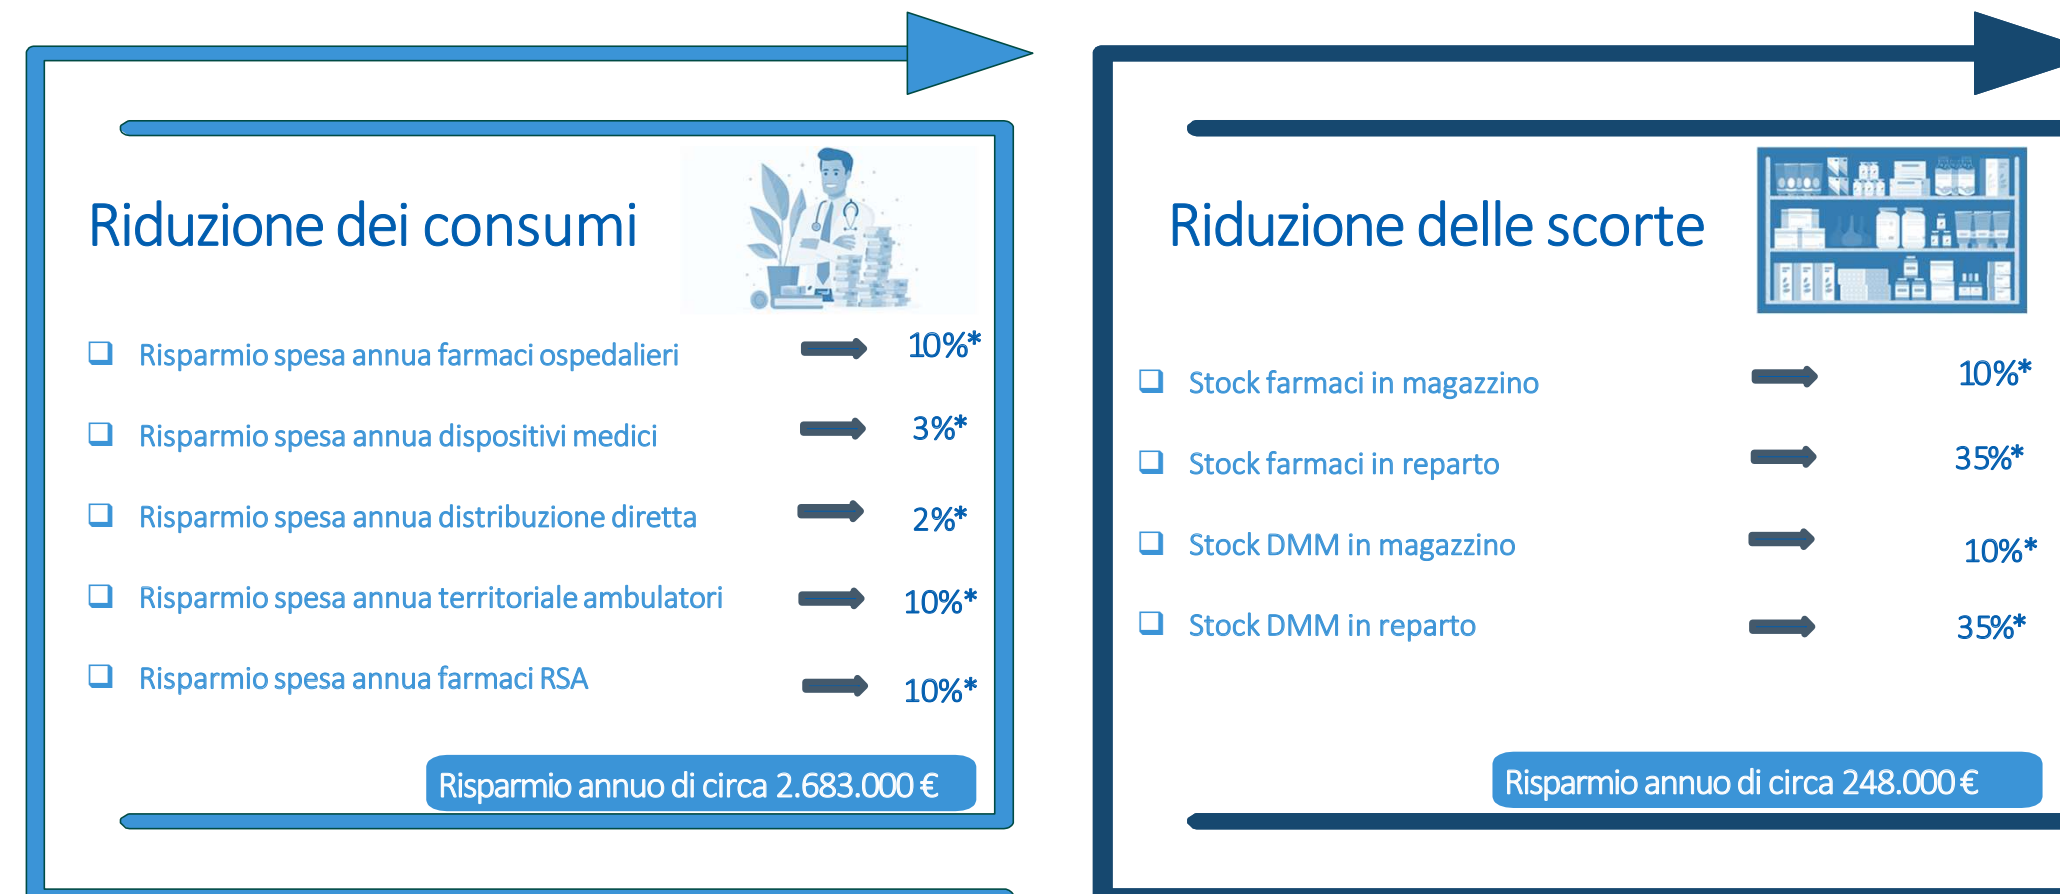 Riduzione dei consumi
Risparmio spesa annua farmaci ospedalieri 10%*
Risparmio spesa annua dispositivi medici 3%*
Risparmio spesa annua distribuzione diretta 2%*
Risparmio spesa annua territoriale ambulatori 10%*
Risparmio spesa annua farmaci RSA 10%*
Risparmio annuo di circa 2.683.000 €
Riduzione delle scorte
Stock farmaci in magazzino 10%*
Stock farmaci in reparto 35%*
Stock DMM in magazzino 10%*
Stock DMM in reparto 35%*
Risparmio annuo di circa 248.000 €